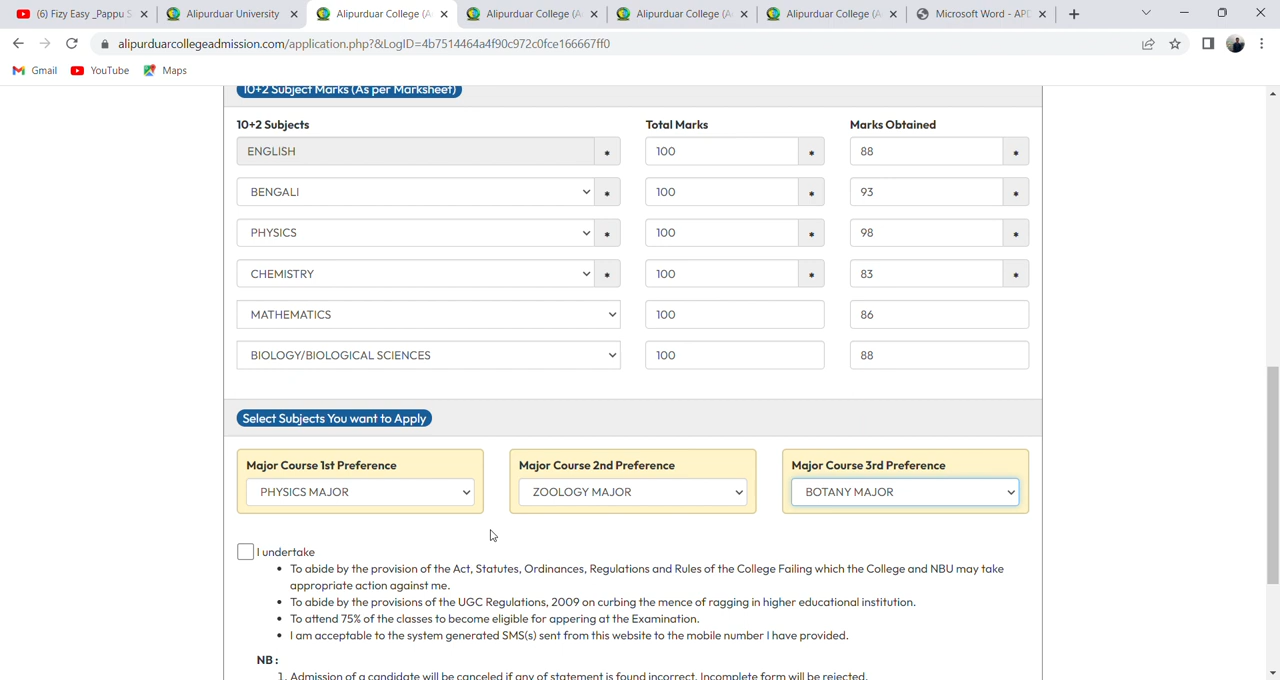 (6) Fizy Easy _Pappu S
Alipurduar University
Alipurduar College (A
Alipurduar College (A
Alipurduar College (A
Alipurduar College (A
Microsoft Word - APD
alipurduarcollegeadmission.com/application.php?&LogID=4b7514464a4f90c972c0fce166667ff0
Gmail
YouTube
Maps
10+2 Subject Marks (As per Marksheet)
10+2 Subjects Total Marks Marks Obtained
ENGLISH * 100 * 88 *
BENGALI * 100 * 93 *
PHYSICS * 100 * 98 *
CHEMISTRY * 100 * 83 *
MATHEMATICS 100 86
BIOLOGY/BIOLOGICAL SCIENCES 100 88
Select Subjects You want to Apply
Major Course 1st Preference
PHYSICS MAJOR
Major Course 2nd Preference
ZOOLOGY MAJOR
Major Course 3rd Preference
BOTANY MAJOR
I undertake
• To abide by the provision of the Act, Statutes, Ordinances, Regulations and Rules of the College Failing which the College and NBU may take
appropriate action against me.
• To abide by the provisions of the UGC Regulations, 2009 on curbing the mence of ragging in higher educational institution.
• To attend 75% of the classes to become eligible for appering at the Examination.
• I am acceptable to the system generated SMS(s) sent from this website to the mobile number I have provided.
NB :
1. Admission of a candidate will be canceled if any of statement is found incorrect. Incomplete form will be rejected.